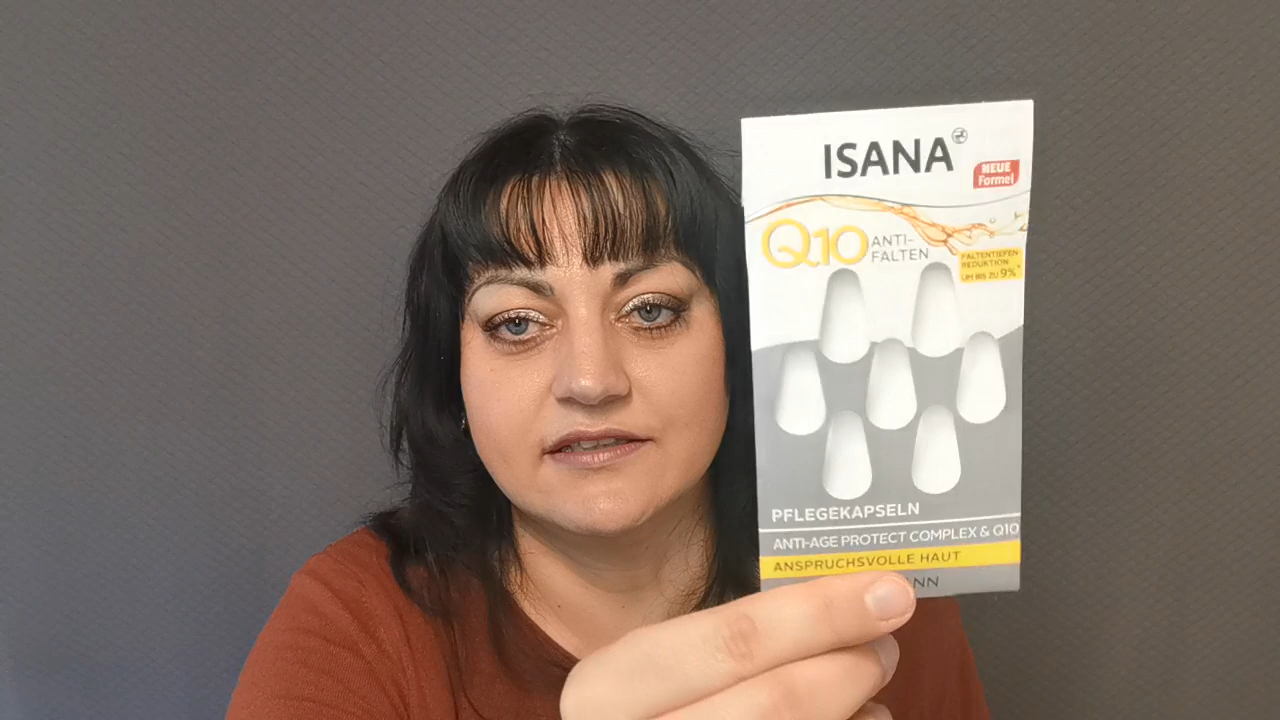 ISANA
NEUE
Formel
Q10 ANTI-
FALTEN
FALTENTIEFEN
REDUKTION
UM BIS ZU 9%*
PFLEGEKAPSELN
ANTI-AGE PROTECT COMPLEX & Q10
ANSPRUCHSVOLLE HAUT